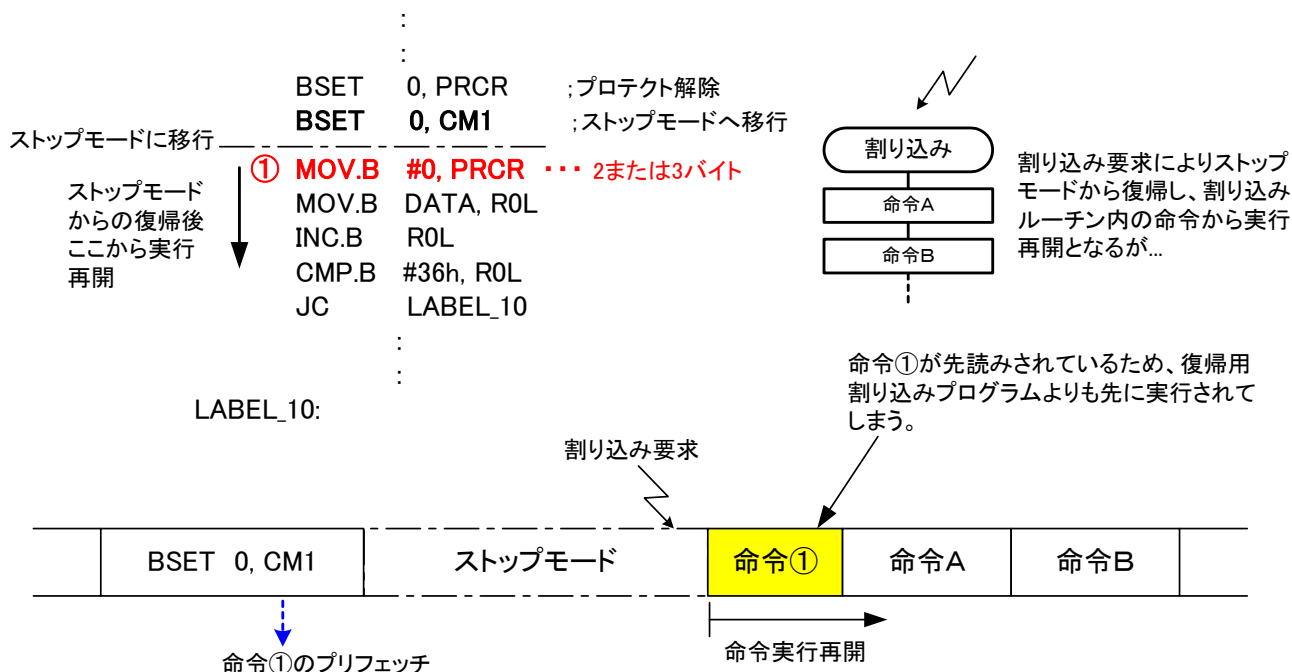 :
:
BSET 0, PRCR ;プロテクト解除
BSET 0, CM1 ;ストップモードへ移行
ストップモードに移行
① MOV.B #0, PRCR ・・・ 2または3バイト
MOV.B DATA, R0L
INC.B R0L
CMP.B #36h, R0L
JC LABEL_10
:
:
LABEL_10:
ストップモード
からの復帰後
ここから実行
再開
割り込み
命令A
命令B
割り込み要求によりストップ
モードから復帰し、割り込み
ルーチン内の命令から実行
再開となるが...
命令①が先読みされているため、復帰用
割り込みプログラムよりも先に実行されて
しまう。
割り込み要求
BSET 0, CM1
ストップモード
命令①
命令A
命令B
命令①のプリフェッチ
命令実行再開